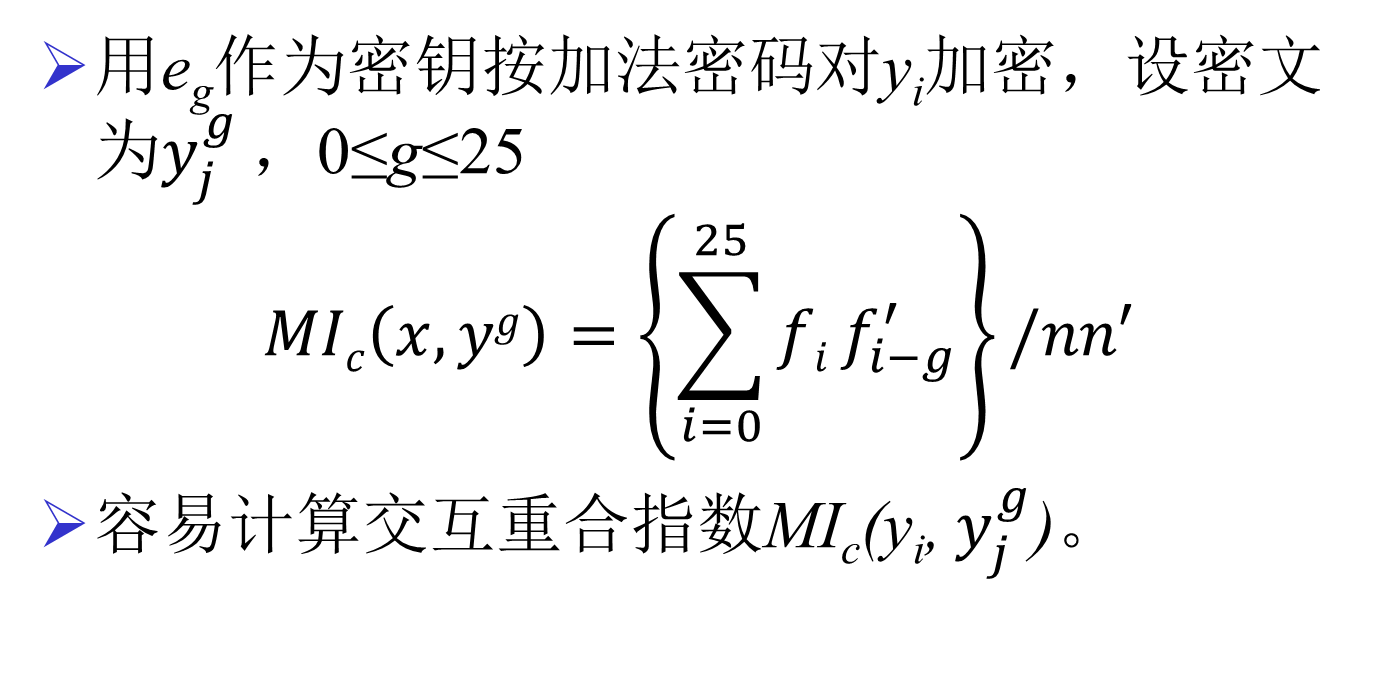 ➢用e_g作为密钥按加法密码对y_i加密，设密文
为y_j^g，0≤g≤25
MI_c(x, y^g) = {∑_{i=0}^{25} f_i f'_{i−g}} /nn′
➢容易计算交互重合指数MI_c(y_i, y_j^g)。